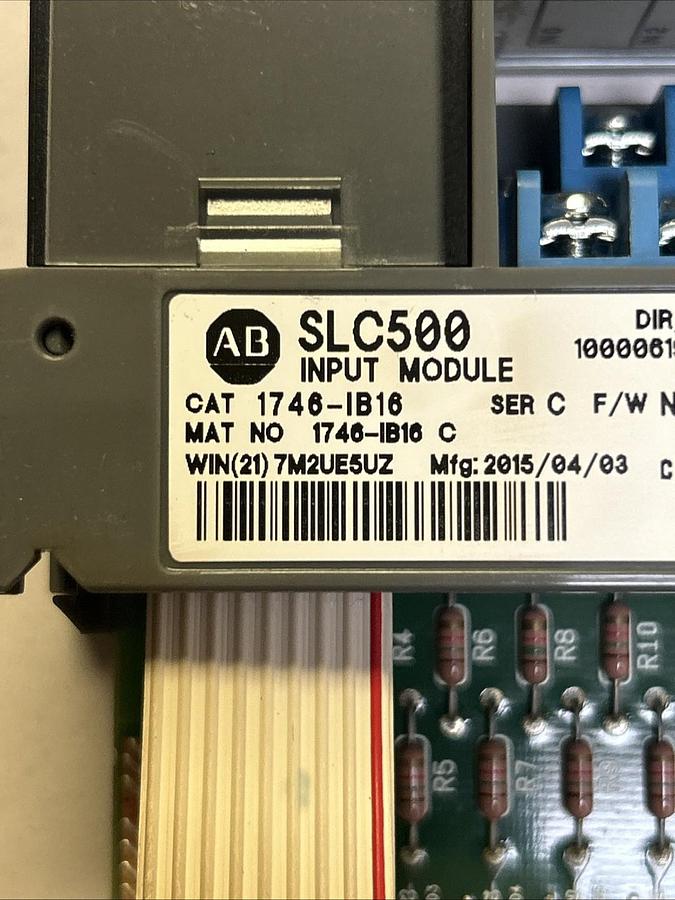 AB SLC500
INPUT MODULE
DIR
CAT 1746-IB16 SER C F/W
MAT NO 1746-IB16 C
WIN(21) 7M2UE5UZ Mfg: 2015/04/03
R4
R6
R8
R10
R5
R7
R9